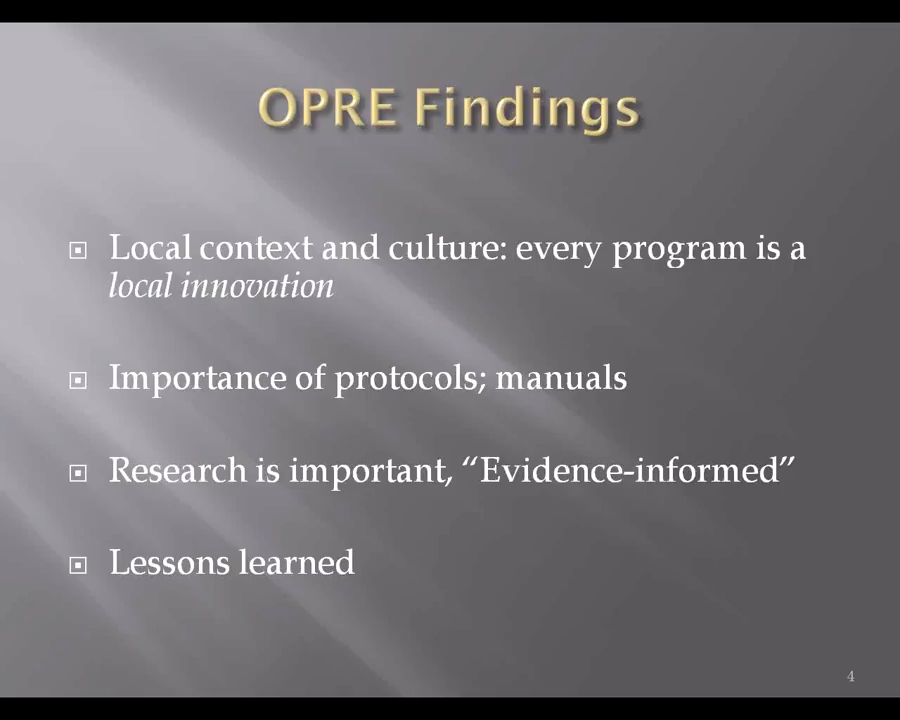 OPRE Findings
Local context and culture: every program is a
local innovation
Importance of protocols; manuals
Research is important, “Evidence-informed”
Lessons learned
4